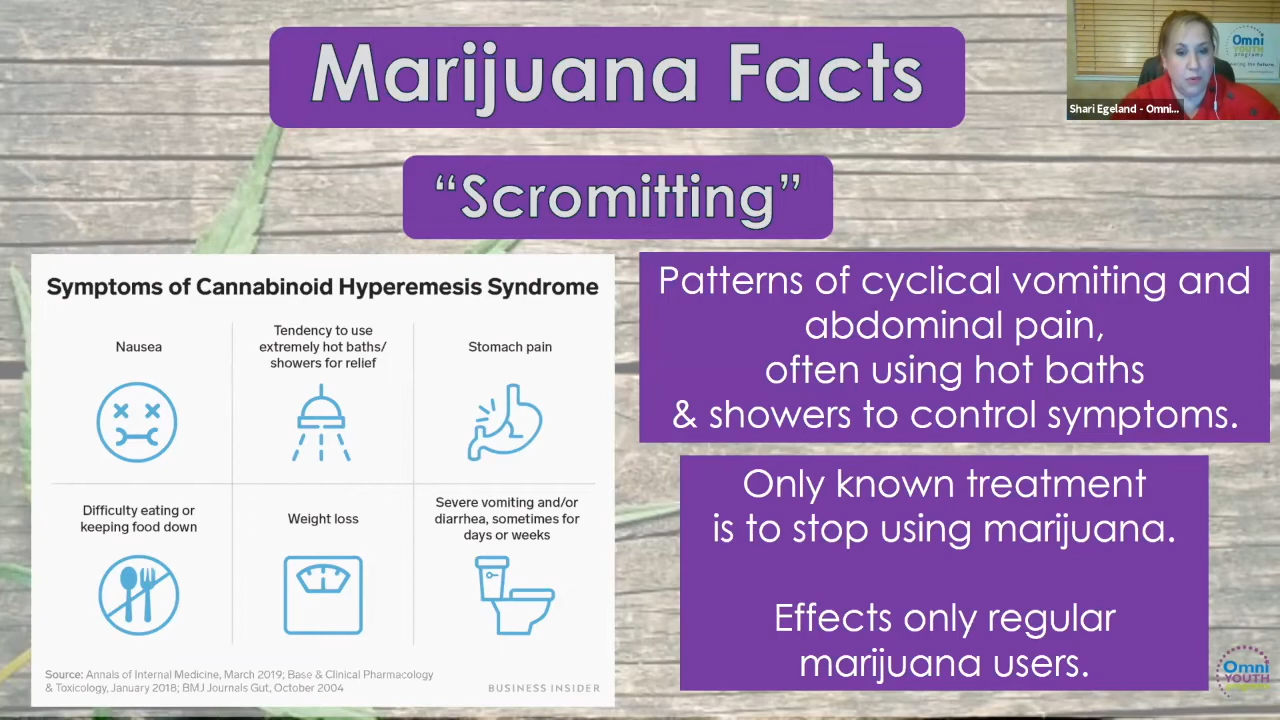 Marijuana Facts
Omni
YOUTH
programs
Shari Egeland - Omni...
“Scromitting”
Symptoms of Cannabinoid Hyperemesis Syndrome
Nausea
Tendency to use
extremely hot baths/
showers for relief
Stomach pain
Difficulty eating or
keeping food down
Weight loss
Severe vomiting and/or
diarrhea, sometimes for
days or weeks
Source: Annals of Internal Medicine, March 2019; Base & Clinical Pharmacology
& Toxicology, January 2018; BMJ Journals Gut, October 2004
BUSINESS INSIDER
Patterns of cyclical vomiting and
abdominal pain,
often using hot baths
& showers to control symptoms.
Only known treatment
is to stop using marijuana.
Effects only regular
marijuana users.
Omni
YOUTH